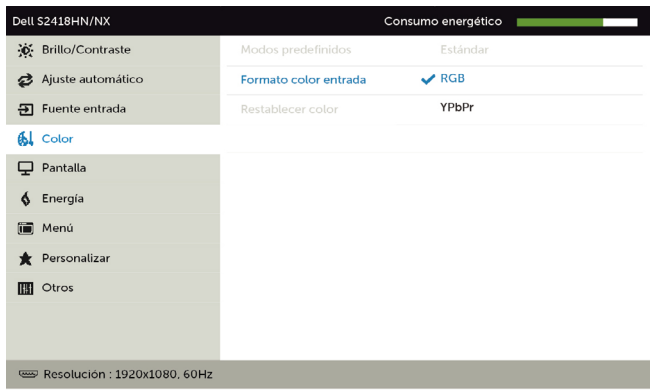 Dell S2418HN/NX Consumo energético
Brillo/Contraste Modos predefinidos Estándar
Ajuste automático Formato color entrada RGB
Fuente entrada Restablecer color YPbPr
Color
Pantalla
Energía
Menú
Personalizar
Otros
Resolución : 1920x1080, 60Hz